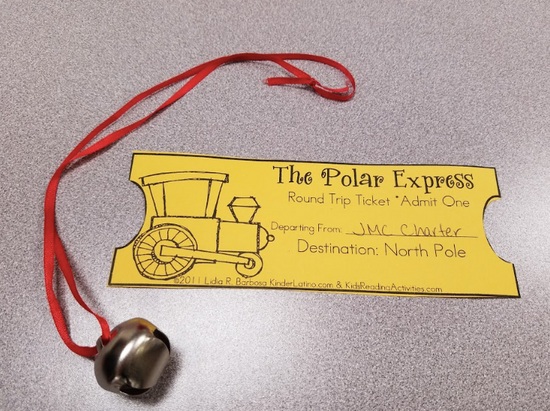 The Polar Express
Round Trip Ticket *Admit One
Departing From: JMC Charter
Destination: North Pole
©2011 Lidia R. Barbosa KinderLatino.com & KidsReadingActivities.com